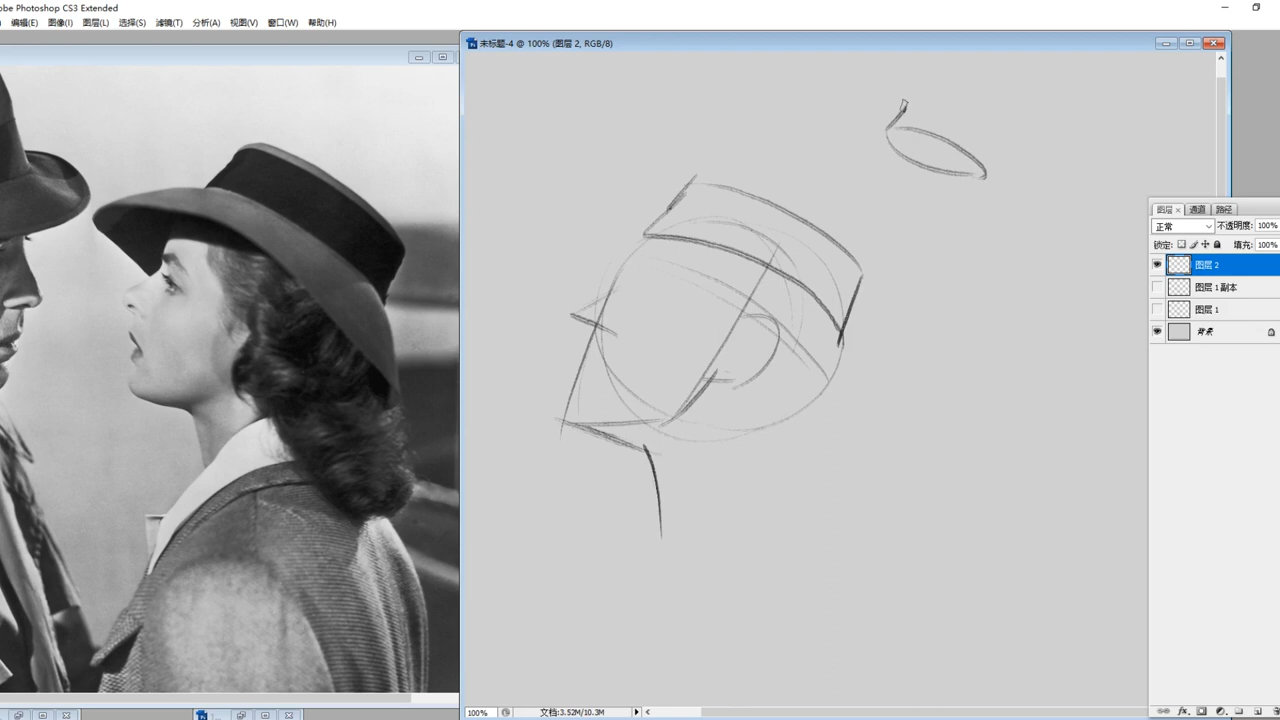 obe Photoshop CS3 Extended
编辑(E) 图像(I) 图层(L) 选择(S) 滤镜(T) 分析(A) 视图(V) 窗口(W) 帮助(H)
未标题-4 @ 100% (图层 2, RGB/8)
图层 × 通道 路径
正常 不透明度: 100%
锁定: 填充: 100%
图层 2
图层 1 副本
图层 1
背景
100% 文档:3.52M/10.3M
1...